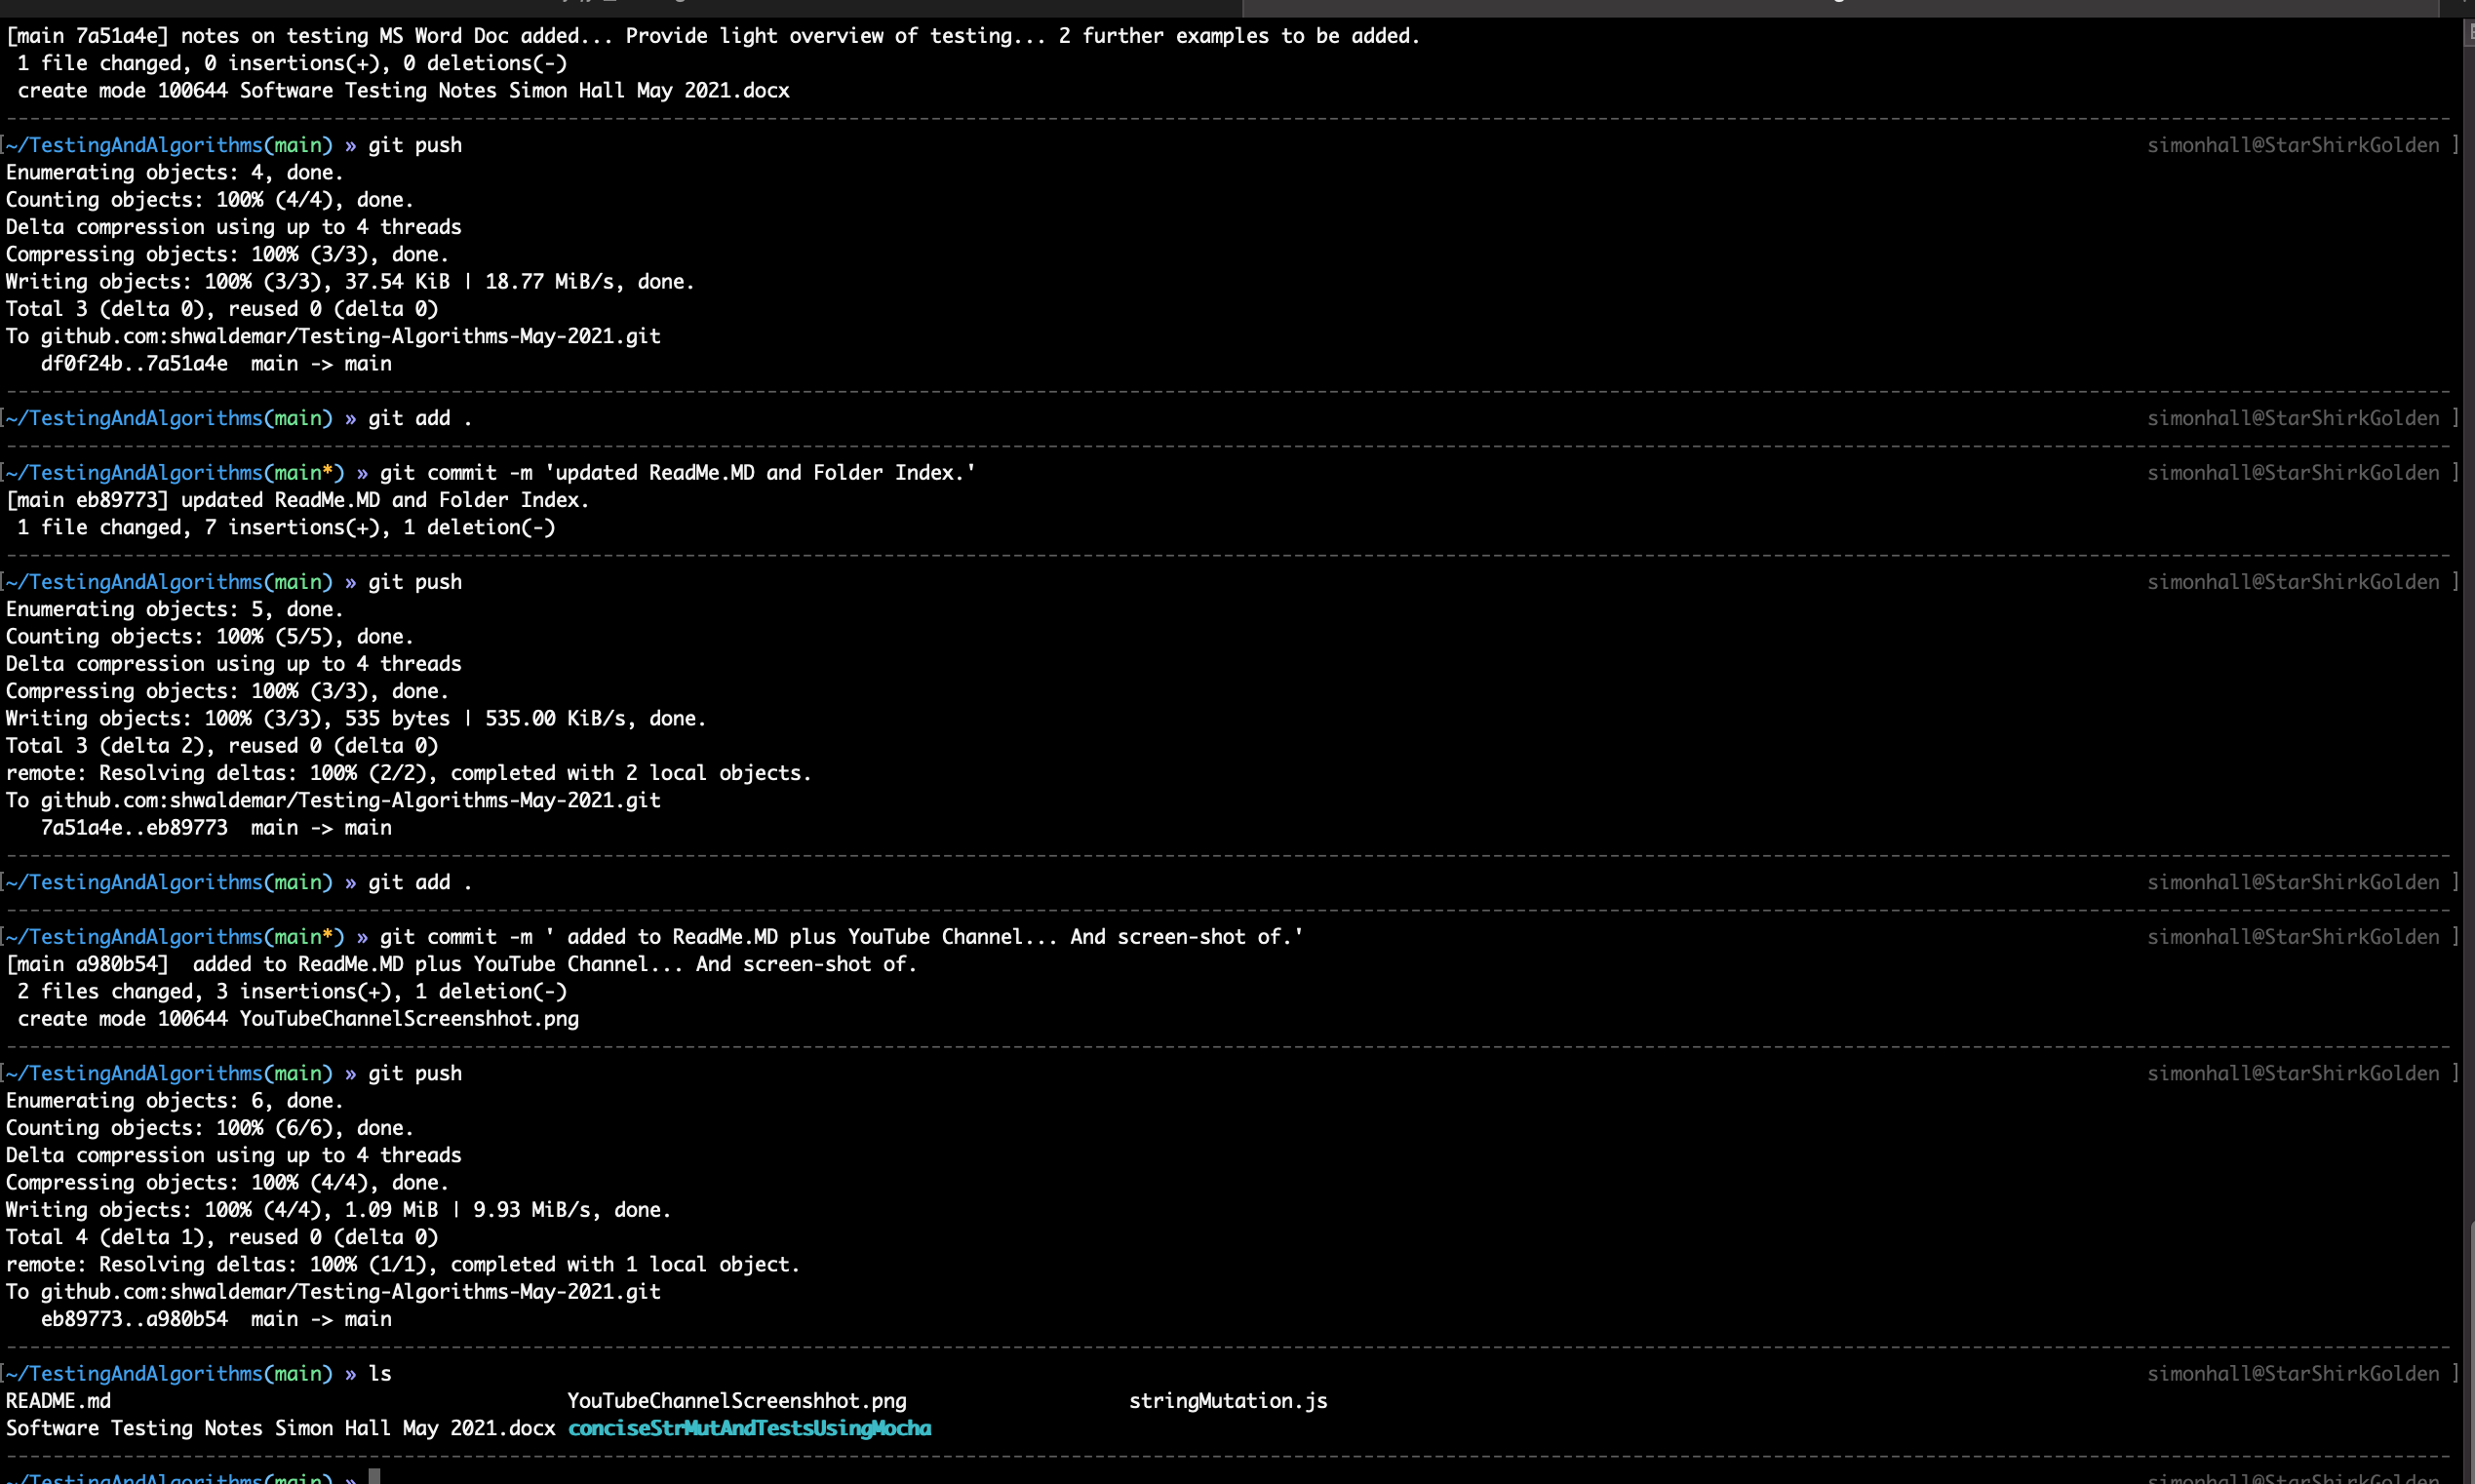 [main 7a51a4e] notes on testing MS Word Doc added... Provide light overview of testing... 2 further examples to be added.
 1 file changed, 0 insertions(+), 0 deletions(-)
 create mode 100644 Software Testing Notes Simon Hall May 2021.docx
[~/TestingAndAlgorithms(main) » git push simonhall@StarShirkGolden ]
Enumerating objects: 4, done.
Counting objects: 100% (4/4), done.
Delta compression using up to 4 threads
Compressing objects: 100% (3/3), done.
Writing objects: 100% (3/3), 37.54 KiB | 18.77 MiB/s, done.
Total 3 (delta 0), reused 0 (delta 0)
To github.com:shwaldemar/Testing-Algorithms-May-2021.git
   df0f24b..7a51a4e  main -> main
[~/TestingAndAlgorithms(main) » git add . simonhall@StarShirkGolden ]
[~/TestingAndAlgorithms(main*) » git commit -m 'updated ReadMe.MD and Folder Index.' simonhall@StarShirkGolden ]
[main eb89773] updated ReadMe.MD and Folder Index.
 1 file changed, 7 insertions(+), 1 deletion(-)
[~/TestingAndAlgorithms(main) » git push simonhall@StarShirkGolden ]
Enumerating objects: 5, done.
Counting objects: 100% (5/5), done.
Delta compression using up to 4 threads
Compressing objects: 100% (3/3), done.
Writing objects: 100% (3/3), 535 bytes | 535.00 KiB/s, done.
Total 3 (delta 2), reused 0 (delta 0)
remote: Resolving deltas: 100% (2/2), completed with 2 local objects.
To github.com:shwaldemar/Testing-Algorithms-May-2021.git
   7a51a4e..eb89773  main -> main
[~/TestingAndAlgorithms(main) » git add . simonhall@StarShirkGolden ]
[~/TestingAndAlgorithms(main*) » git commit -m ' added to ReadMe.MD plus YouTube Channel... And screen-shot of.' simonhall@StarShirkGolden ]
[main a980b54]  added to ReadMe.MD plus YouTube Channel... And screen-shot of.
 2 files changed, 3 insertions(+), 1 deletion(-)
 create mode 100644 YouTubeChannelScreenshhot.png
[~/TestingAndAlgorithms(main) » git push simonhall@StarShirkGolden ]
Enumerating objects: 6, done.
Counting objects: 100% (6/6), done.
Delta compression using up to 4 threads
Compressing objects: 100% (4/4), done.
Writing objects: 100% (4/4), 1.09 MiB | 9.93 MiB/s, done.
Total 4 (delta 1), reused 0 (delta 0)
remote: Resolving deltas: 100% (1/1), completed with 1 local object.
To github.com:shwaldemar/Testing-Algorithms-May-2021.git
   eb89773..a980b54  main -> main
[~/TestingAndAlgorithms(main) » ls simonhall@StarShirkGolden ]
README.md YouTubeChannelScreenshhot.png stringMutation.js
Software Testing Notes Simon Hall May 2021.docx conciseStrMutAndTestsUsingMocha
~/TestingAndAlgorithms(main) » simonhall@StarShirkGolden